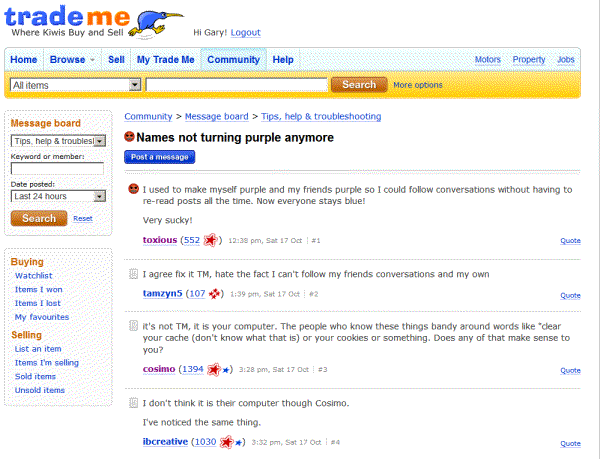 trademe
Where Kiwis Buy and Sell
Hi Gary! Logout
Home Browse Sell My Trade Me Community Help
Motors Property Jobs
All items Search More options
Message board
Tips, help & troublesh
Keyword or member:
Date posted:
Last 24 hours
Search Reset
Buying
Watchlist
Items I won
Items I lost
My favourites
Selling
List an item
Items I'm selling
Sold items
Unsold items
Community > Message board > Tips, help & troubleshooting
Names not turning purple anymore
Post a message
I used to make myself purple and my friends purple so I could follow conversations without having to
re-read posts all the time. Now everyone stays blue!
Very sucky!
toxious (552 ) 12:38 pm, Sat 17 Oct #1
Quote
I agree fix it TM, hate the fact I can't follow my friends conversations and my own
tamzyn5 (107 ) 1:39 pm, Sat 17 Oct #2
Quote
it's not TM, it is your computer. The people who know these things bandy around words like "clear
your cache (don't know what that is) or your cookies or something. Does any of that make sense to
you?
cosimo (1394 ) 3:28 pm, Sat 17 Oct #3
Quote
I don't think it is their computer though Cosimo.
I've noticed the same thing.
ibcreative (1030 ) 3:32 pm, Sat 17 Oct #4
Quote